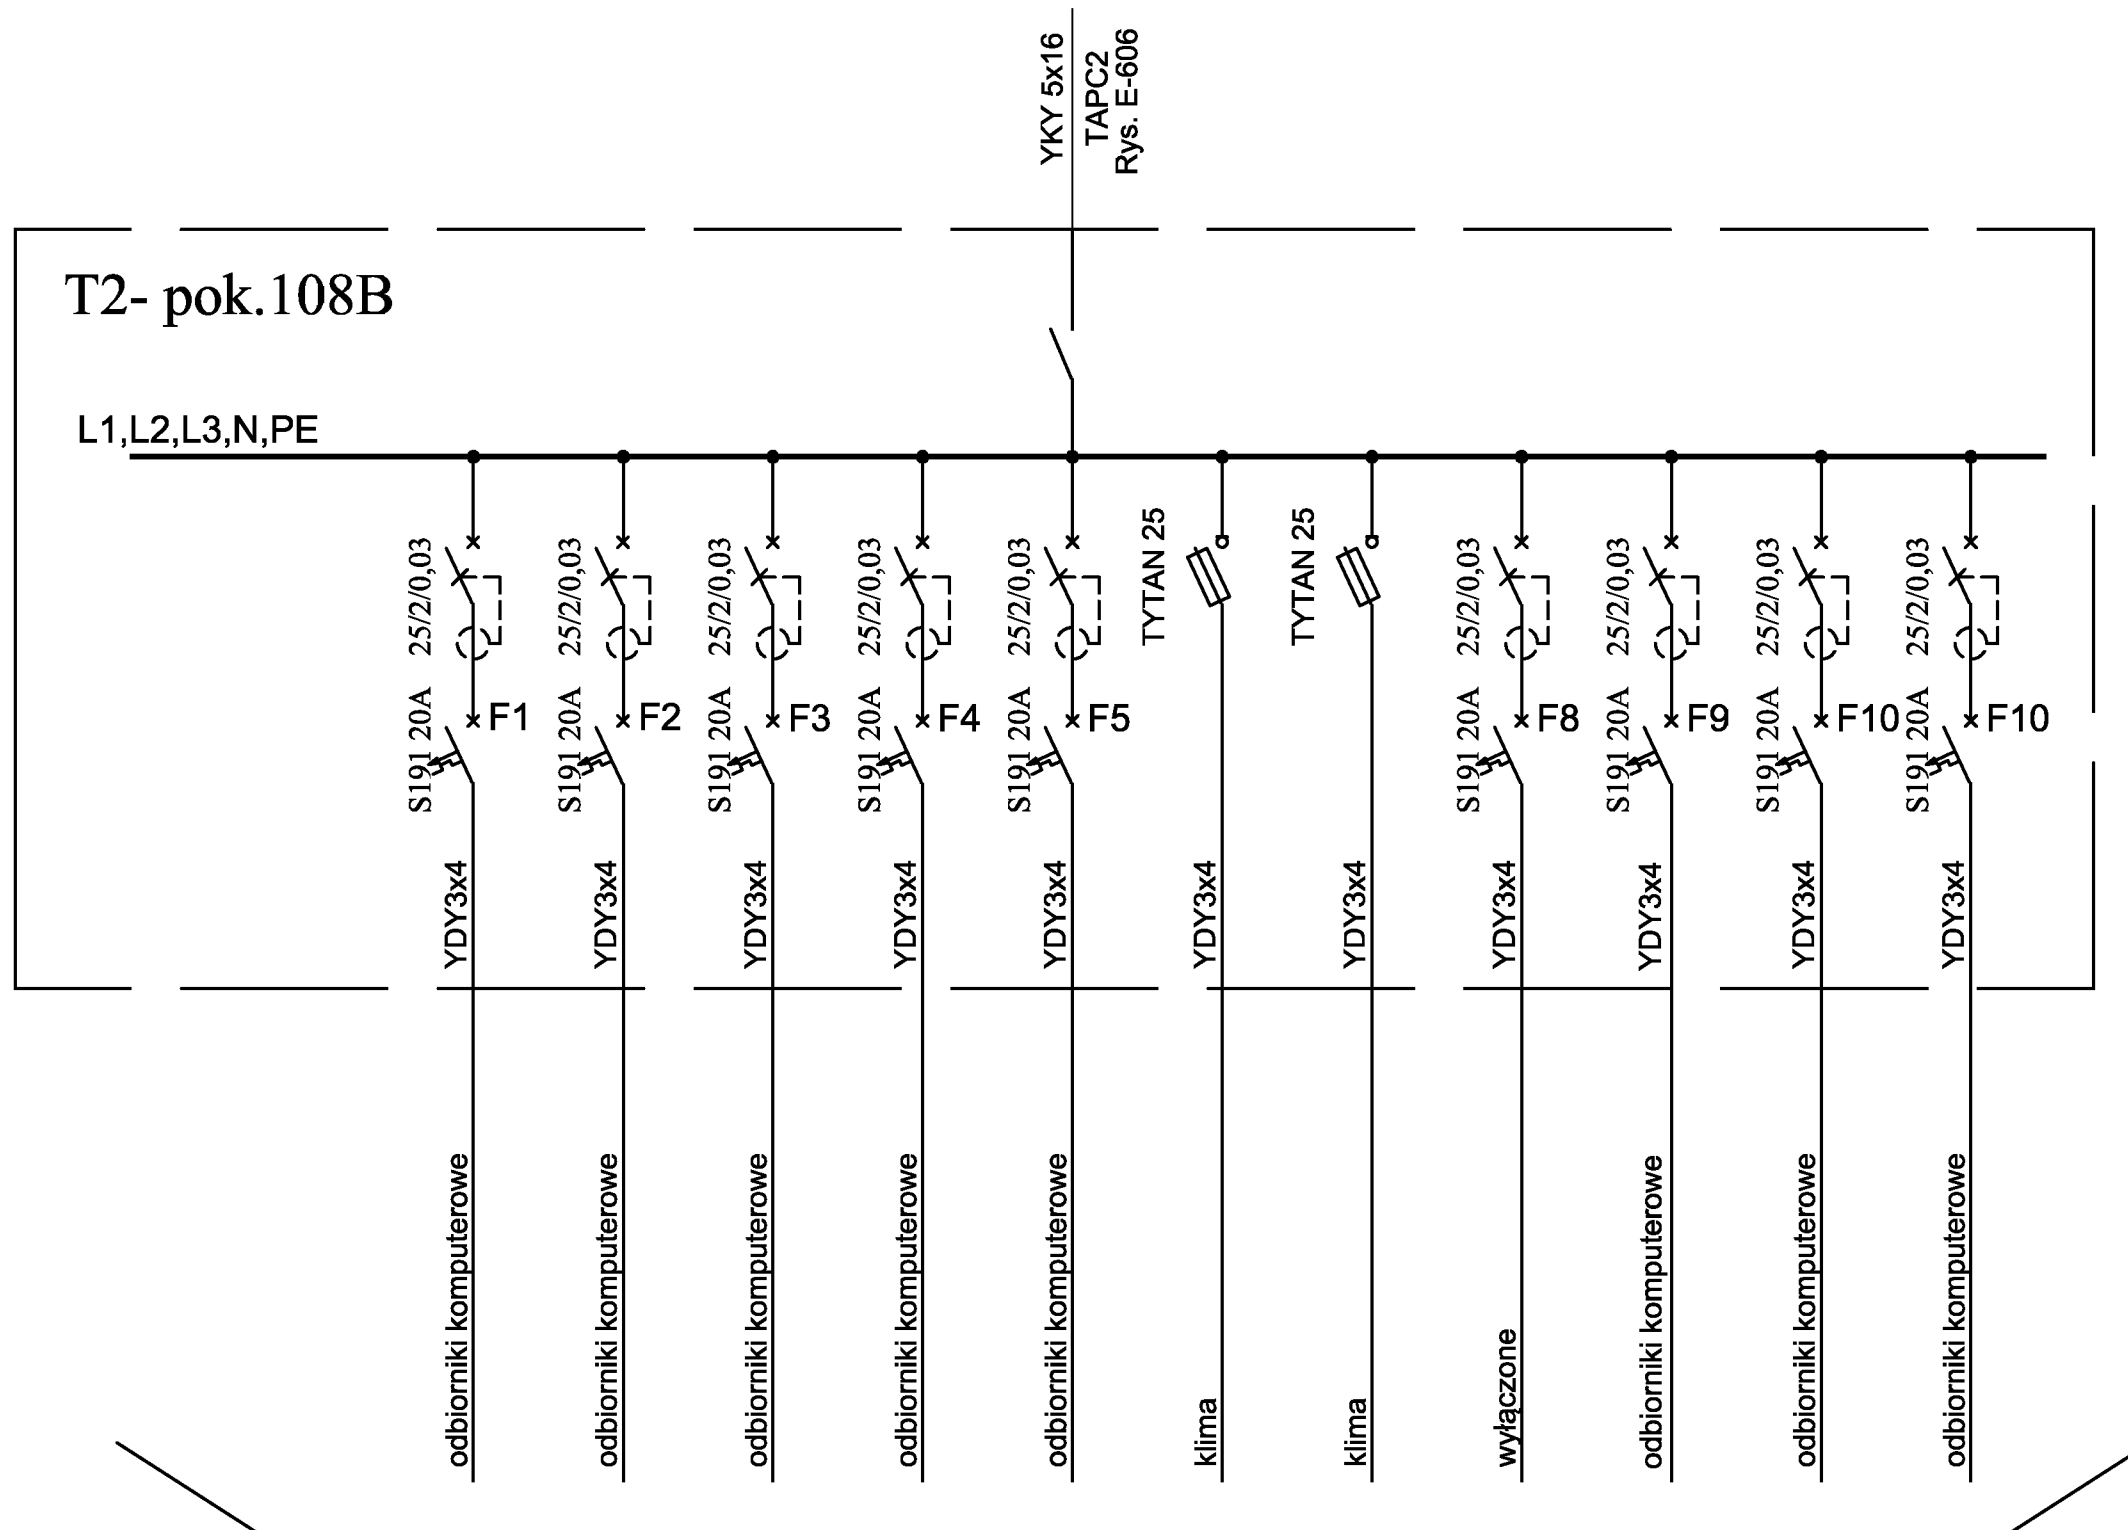 YKY 5x16
TAPC2
Rys. E-606
T2- pok.108B
L1,L2,L3,N,PE
25/2/0,03
25/2/0,03
25/2/0,03
25/2/0,03
25/2/0,03
TYTAN 25
TYTAN 25
25/2/0,03
25/2/0,03
25/2/0,03
25/2/0,03
S191 20A
F1
S191 20A
F2
S191 20A
F3
S191 20A
F4
S191 20A
F5
S191 20A
F8
S191 20A
F9
S191 20A
F10
S191 20A
F10
YDY3x4
YDY3x4
YDY3x4
YDY3x4
YDY3x4
YDY3x4
YDY3x4
YDY3x4
YDY3x4
YDY3x4
YDY3x4
odbiorniki komputerowe
odbiorniki komputerowe
odbiorniki komputerowe
odbiorniki komputerowe
odbiorniki komputerowe
klima
klima
wyłączone
odbiorniki komputerowe
odbiorniki komputerowe
odbiorniki komputerowe